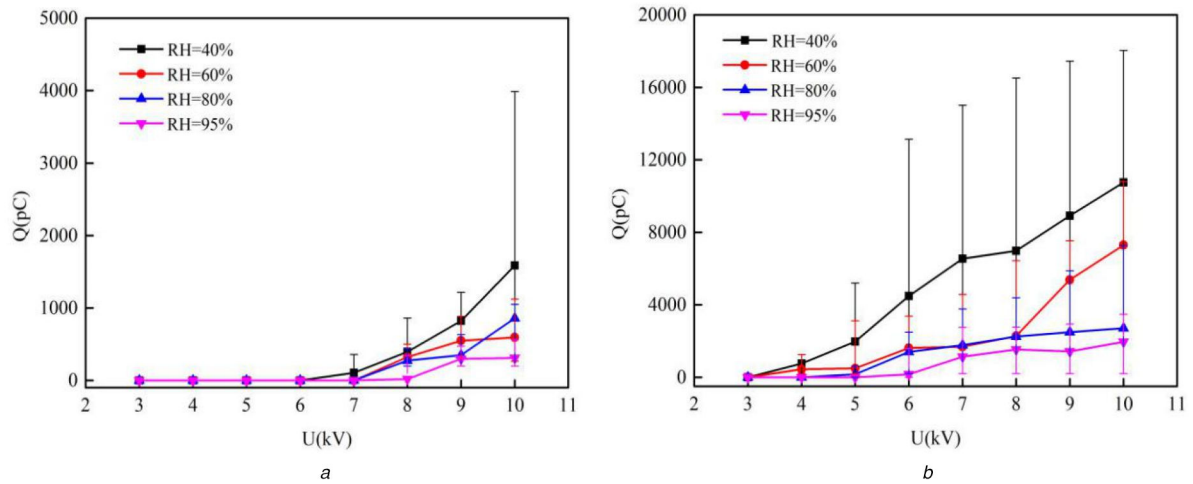 5000
4000
3000
2000
1000
0
Q(pC)
RH=40%
RH=60%
RH=80%
RH=95%
2 3 4 5 6 7 8 9 10 11
U(kV)
a
20000
16000
12000
8000
4000
0
Q(pC)
RH=40%
RH=60%
RH=80%
RH=95%
2 3 4 5 6 7 8 9 10 11
U(kV)
b